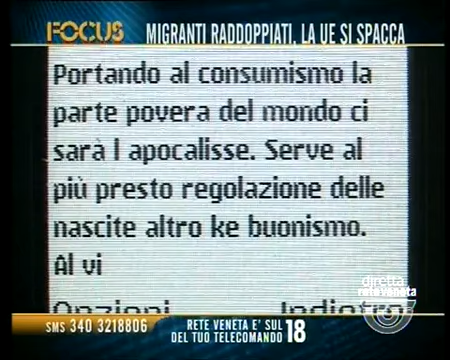 FOCUS
MIGRANTI RADDOPPIATI, LA UE SI SPACCA
Portando al consumismo la
parte povera del mondo ci
sarà l apocalisse. Serve al
più presto regolazione delle
nascite altro ke buonismo.
Al vi
Opzioni Indietro
diretta
reteveneta
SMS 340 3218806
RETE VENETA E' SUL
DEL TUO TELECOMANDO 18